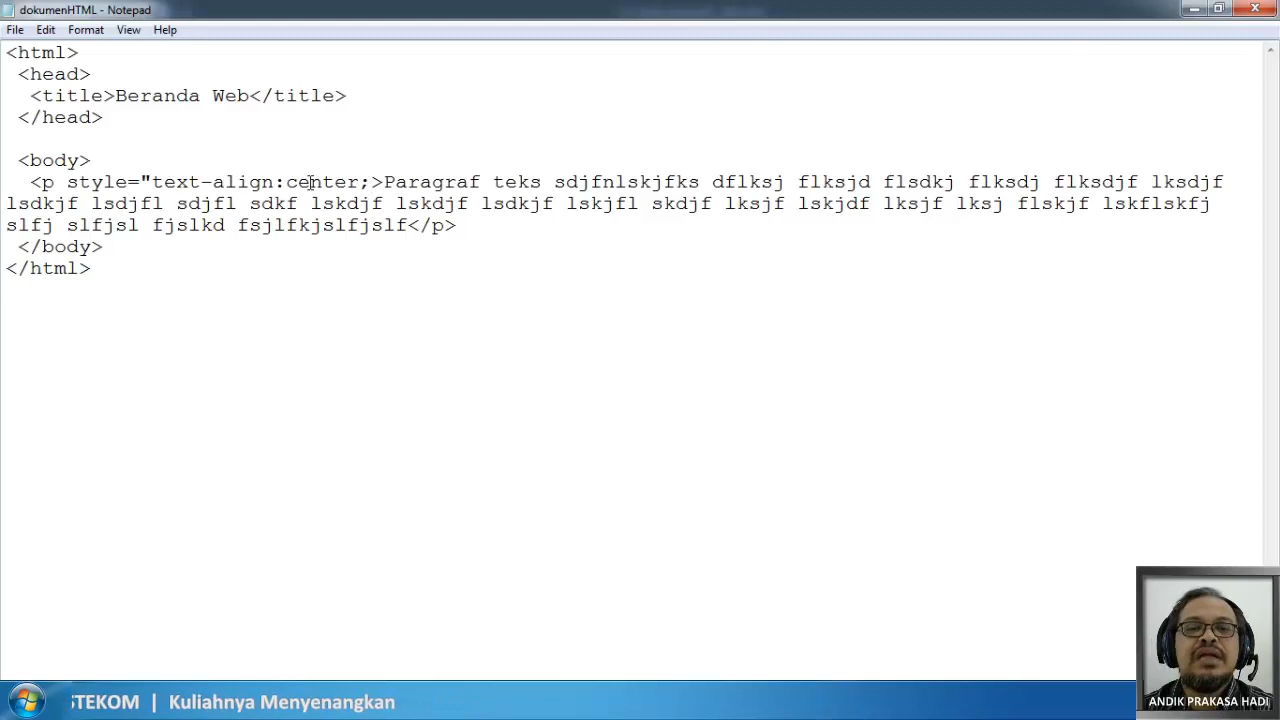 dokumenHTML - Notepad
File Edit Format View Help
<html>
<head>
<title>Beranda Web</title>
</head>
<body>
<p style="text-align:center;>Paragraf teks sdjfnlskjfks dflksj flksjd flsdkj flksdj flksdjf lksdjf
lsdkjf lsdjfl sdjfl sdkf lskdjf lskdjf lsdkjf lskjfl skdjf lksjf lskjdf lksjf lksj flskjf lskflskfj
slfj slfjsl fjslkd fsjlfkjslfjslf</p>
</body>
</html>
STEKOM | Kuliahnya Menyenangkan
ANDIK PRAKASA HADI